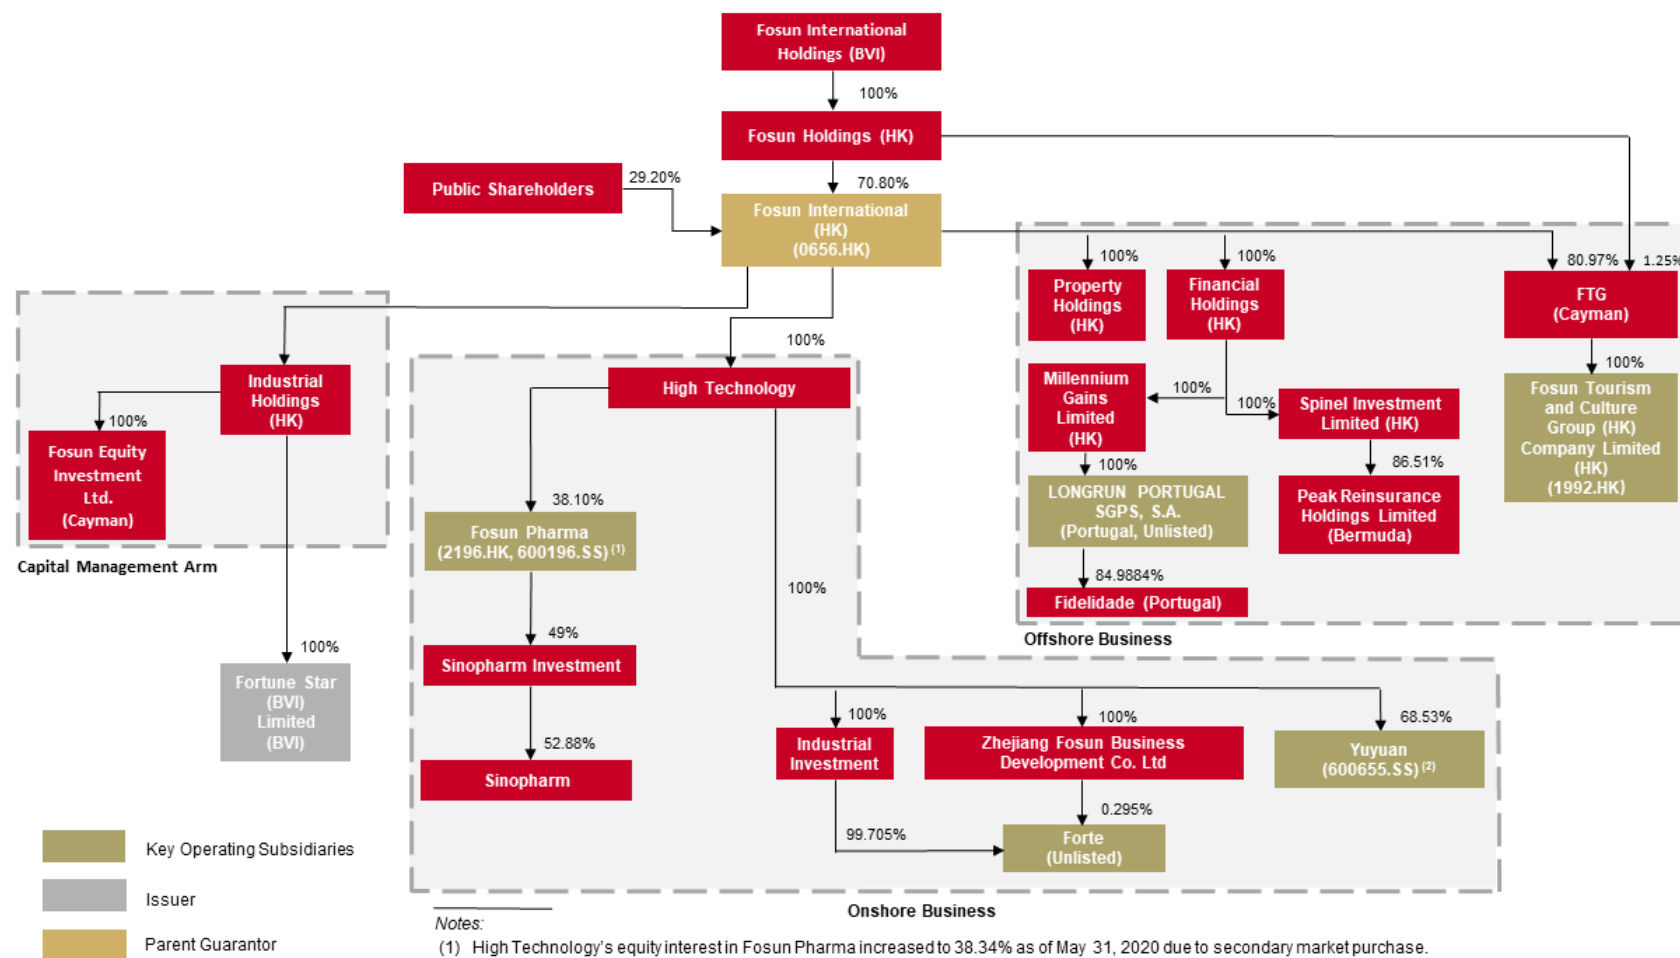 Fosun International
Holdings (BVI)
100%
Fosun Holdings (HK)
70.80%
Public Shareholders
29.20%
Fosun International
(HK)
(0656.HK)
100%
Property
Holdings
(HK)
100%
Financial
Holdings
(HK)
80.97%
1.25%
FTG
(Cayman)
100%
Fosun Tourism
and Culture
Group (HK)
Company Limited
(HK)
(1992.HK)
Millennium
Gains
Limited
(HK)
100%
100%
Spinel Investment
Limited (HK)
100%
86.51%
LONGRUN PORTUGAL
SGPS, S.A.
(Portugal, Unlisted)
Peak Reinsurance
Holdings Limited
(Bermuda)
84.9884%
Fidelidade (Portugal)
Offshore Business
Industrial
Holdings
(HK)
100%
Fosun Equity
Investment
Ltd.
(Cayman)
Capital Management Arm
100%
Fortune Star
(BVI)
Limited
(BVI)
100%
High Technology
38.10%
Fosun Pharma
(2196.HK, 600196.SS) (1)
49%
Sinopharm Investment
52.88%
Sinopharm
100%
100%
Industrial
Investment
100%
Zhejiang Fosun Business
Development Co. Ltd
68.53%
Yuyuan
(600655.SS) (2)
99.705%
0.295%
Forte
(Unlisted)
Onshore Business
Key Operating Subsidiaries
Issuer
Parent Guarantor
Notes:
(1) High Technology's equity interest in Fosun Pharma increased to 38.34% as of May 31, 2020 due to secondary market purchase.